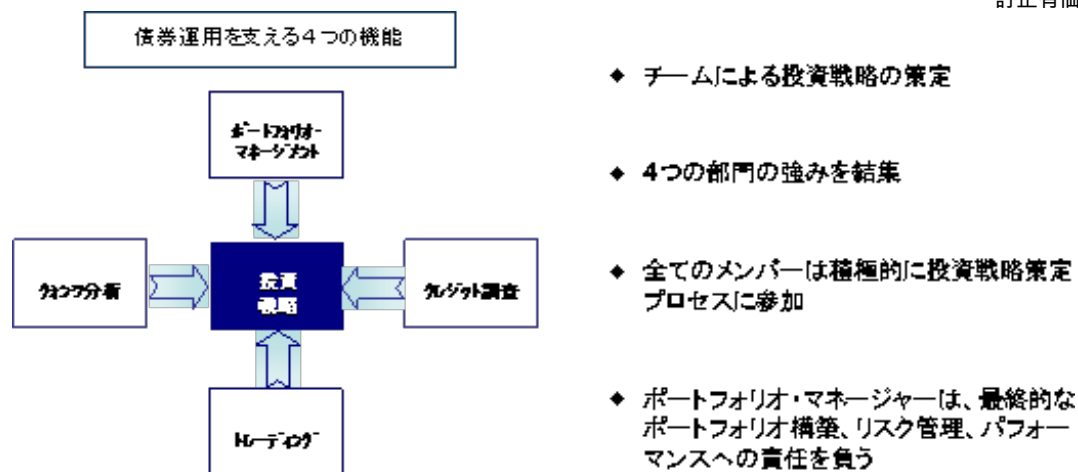 債券運用を支える4つの機能
ポートフォリオ・
マネージメント
クオンツ分析
投資
戦略
クレジット調査
トレーディング
◆ チームによる投資戦略の策定
◆ 4つの部門の強みを結集
◆ 全てのメンバーは積極的に投資戦略策定
プロセスに参加
◆ ポートフォリオ・マネージャーは、最終的な
ポートフォリオ構築、リスク管理、パフォー
マンスへの責任を負う